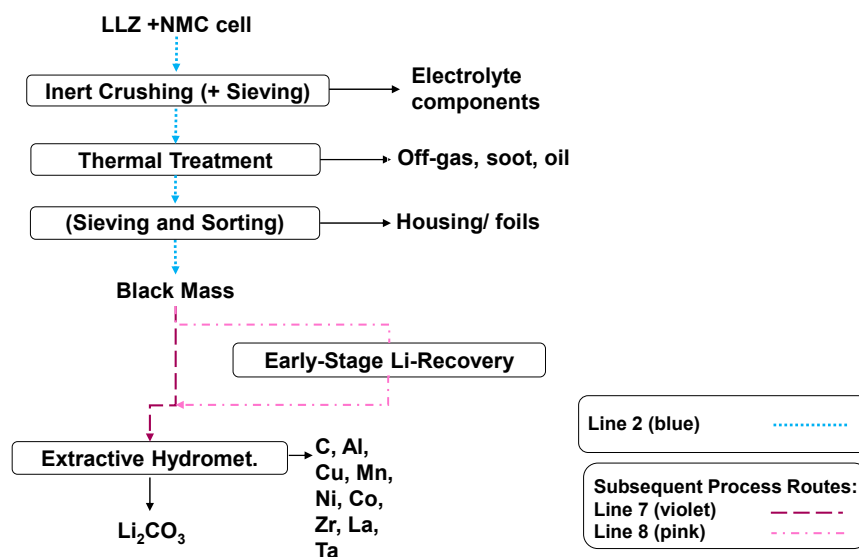 LLZ +NMC cell
Inert Crushing (+ Sieving)
Electrolyte
components
Thermal Treatment
Off-gas, soot, oil
(Sieving and Sorting)
Housing/ foils
Black Mass
Early-Stage Li-Recovery
Extractive Hydromet.
C, Al,
Cu, Mn,
Ni, Co,
Zr, La,
Ta
Li₂CO₃
Line 2 (blue)
Subsequent Process Routes:
Line 7 (violet)
Line 8 (pink)